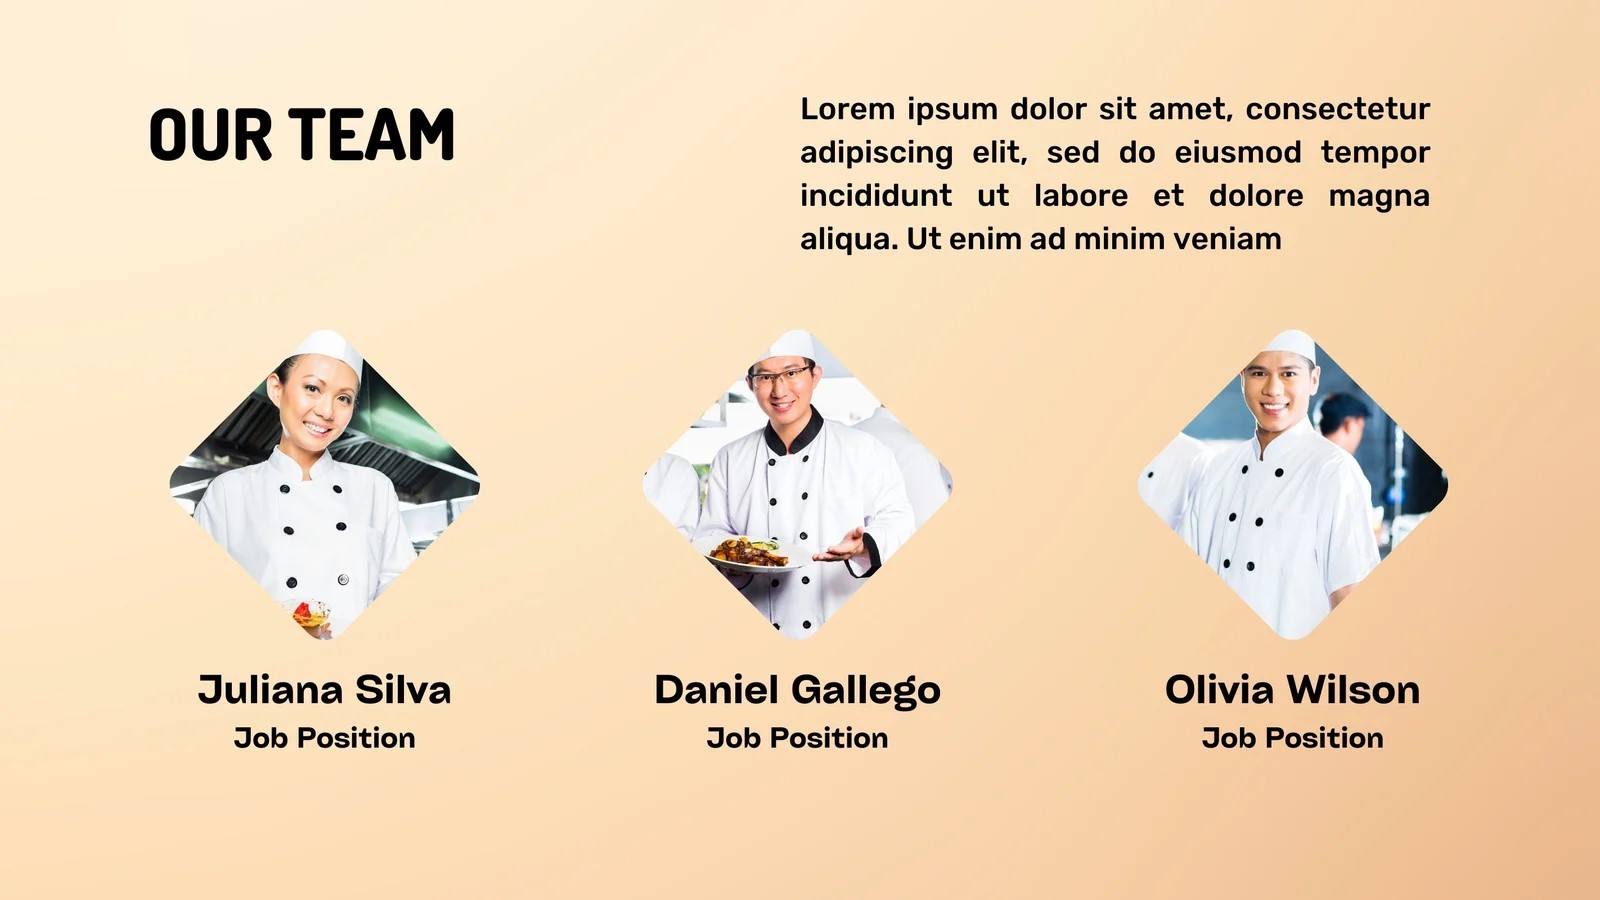 OUR TEAM
Lorem ipsum dolor sit amet, consectetur
adipiscing elit, sed do eiusmod tempor
incididunt ut labore et dolore magna
aliqua. Ut enim ad minim veniam
Juliana Silva
Job Position
Daniel Gallego
Job Position
Olivia Wilson
Job Position